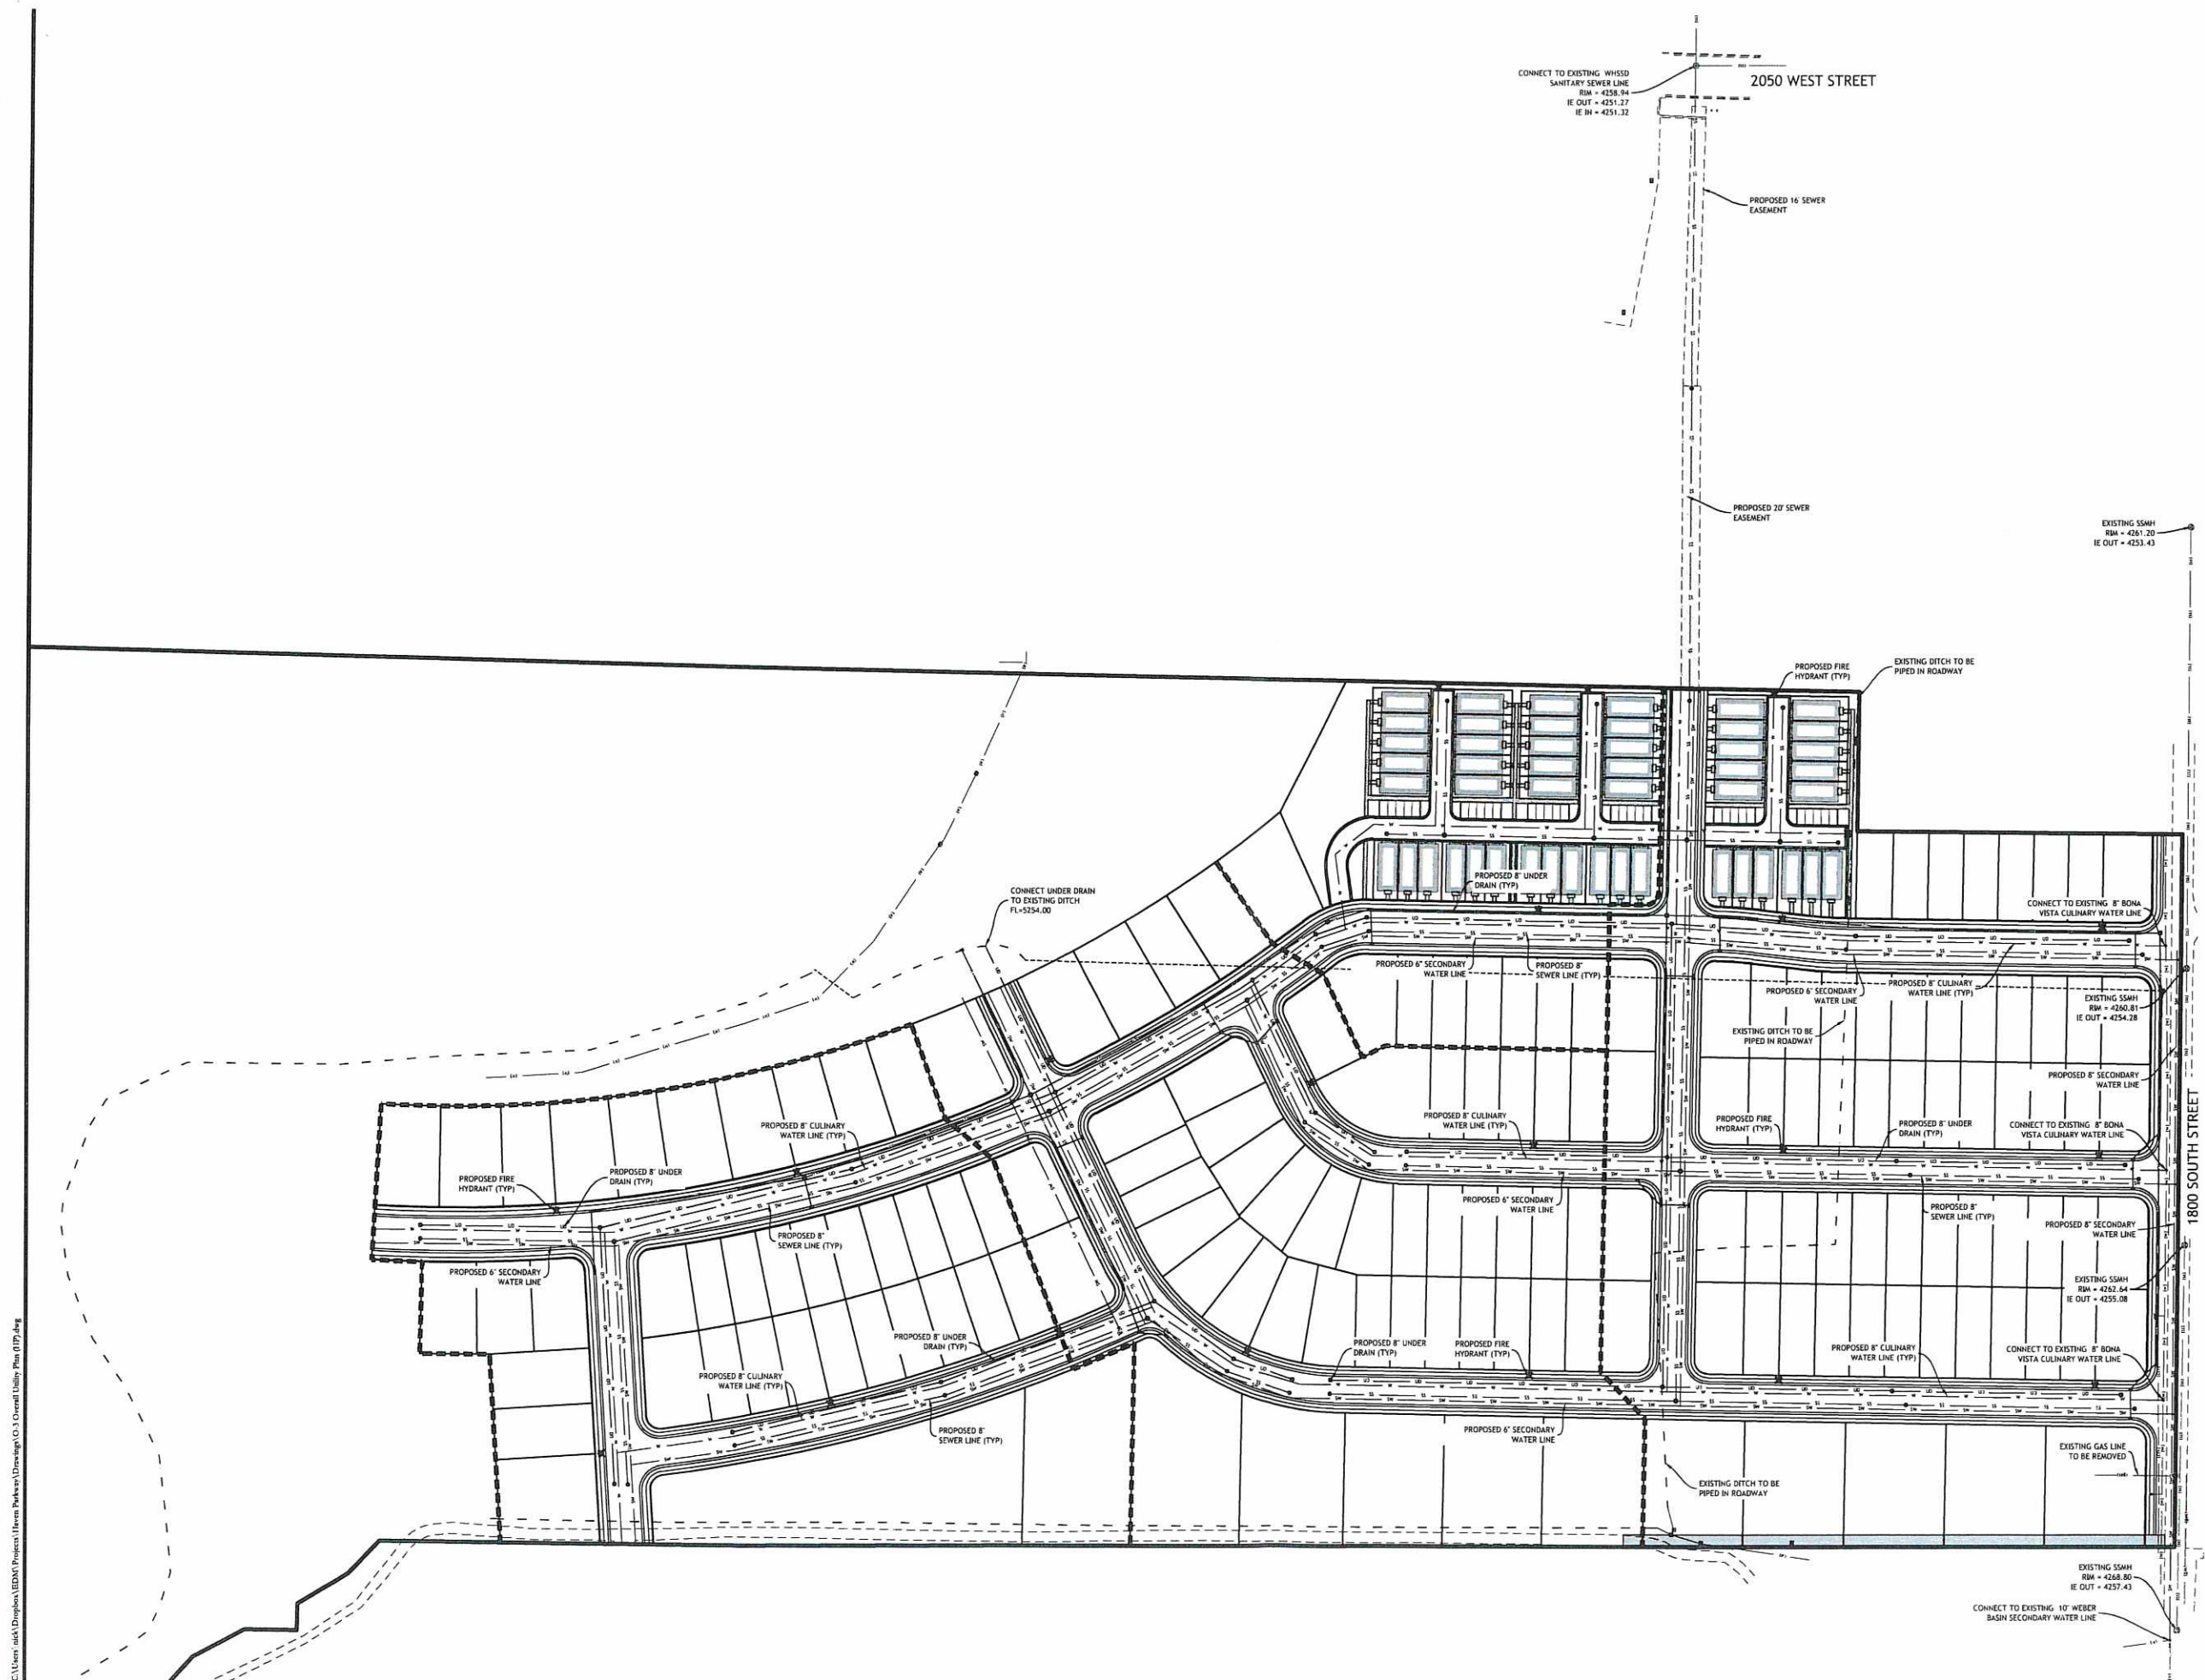 CONNECT TO EXISTING WHSSD
SANITARY SEWER LINE
RIM = 4258.94
IE OUT = 4251.27
IE IN = 4251.32
2050 WEST STREET
PROPOSED 16' SEWER
EASEMENT
PROPOSED 20' SEWER
EASEMENT
EXISTING SSMH
RIM = 4261.20
IE OUT = 4253.43
PROPOSED FIRE
HYDRANT (TYP)
EXISTING DITCH TO BE
PIPED IN ROADWAY
CONNECT UNDER DRAIN
TO EXISTING DITCH
FL=5254.00
PROPOSED 8" UNDER
DRAIN (TYP)
CONNECT TO EXISTING 8" BONA
VISTA CULINARY WATER LINE
PROPOSED 6" SECONDARY
WATER LINE
PROPOSED 8"
SEWER LINE (TYP)
PROPOSED 6" SECONDARY
WATER LINE
PROPOSED 8" CULINARY
WATER LINE (TYP)
EXISTING SSMH
RIM = 4260.81
IE OUT = 4254.28
EXISTING DITCH TO BE
PIPED IN ROADWAY
PROPOSED 8" SECONDARY
WATER LINE
PROPOSED 8" CULINARY
WATER LINE (TYP)
PROPOSED 8" CULINARY
WATER LINE (TYP)
PROPOSED FIRE
HYDRANT (TYP)
PROPOSED 8" UNDER
DRAIN (TYP)
CONNECT TO EXISTING 8" BONA
VISTA CULINARY WATER LINE
1800 SOUTH STREET
PROPOSED FIRE
HYDRANT (TYP)
PROPOSED 8" UNDER
DRAIN (TYP)
PROPOSED 6" SECONDARY
WATER LINE
PROPOSED 8"
SEWER LINE (TYP)
PROPOSED 8" SECONDARY
WATER LINE
PROPOSED 8"
SEWER LINE (TYP)
PROPOSED 6" SECONDARY
WATER LINE
EXISTING SSMH
RIM = 4262.64
IE OUT = 4255.08
PROPOSED 8" UNDER
DRAIN (TYP)
PROPOSED 8" UNDER
DRAIN (TYP)
PROPOSED FIRE
HYDRANT (TYP)
PROPOSED 8" CULINARY
WATER LINE (TYP)
CONNECT TO EXISTING 8" BONA
VISTA CULINARY WATER LINE
PROPOSED 8" CULINARY
WATER LINE (TYP)
PROPOSED 8"
SEWER LINE (TYP)
PROPOSED 6" SECONDARY
WATER LINE
EXISTING GAS LINE
TO BE REMOVED
EXISTING DITCH TO BE
PIPED IN ROADWAY
EXISTING SSMH
RIM = 4268.80
IE OUT = 4257.43
CONNECT TO EXISTING 10" WEBER
BASIN SECONDARY WATER LINE
C:\Users\nick\Dropbox\EDM\Projects\Haven Parkway\Drawings\O-3 Overall Utility Plan (UP).dwg